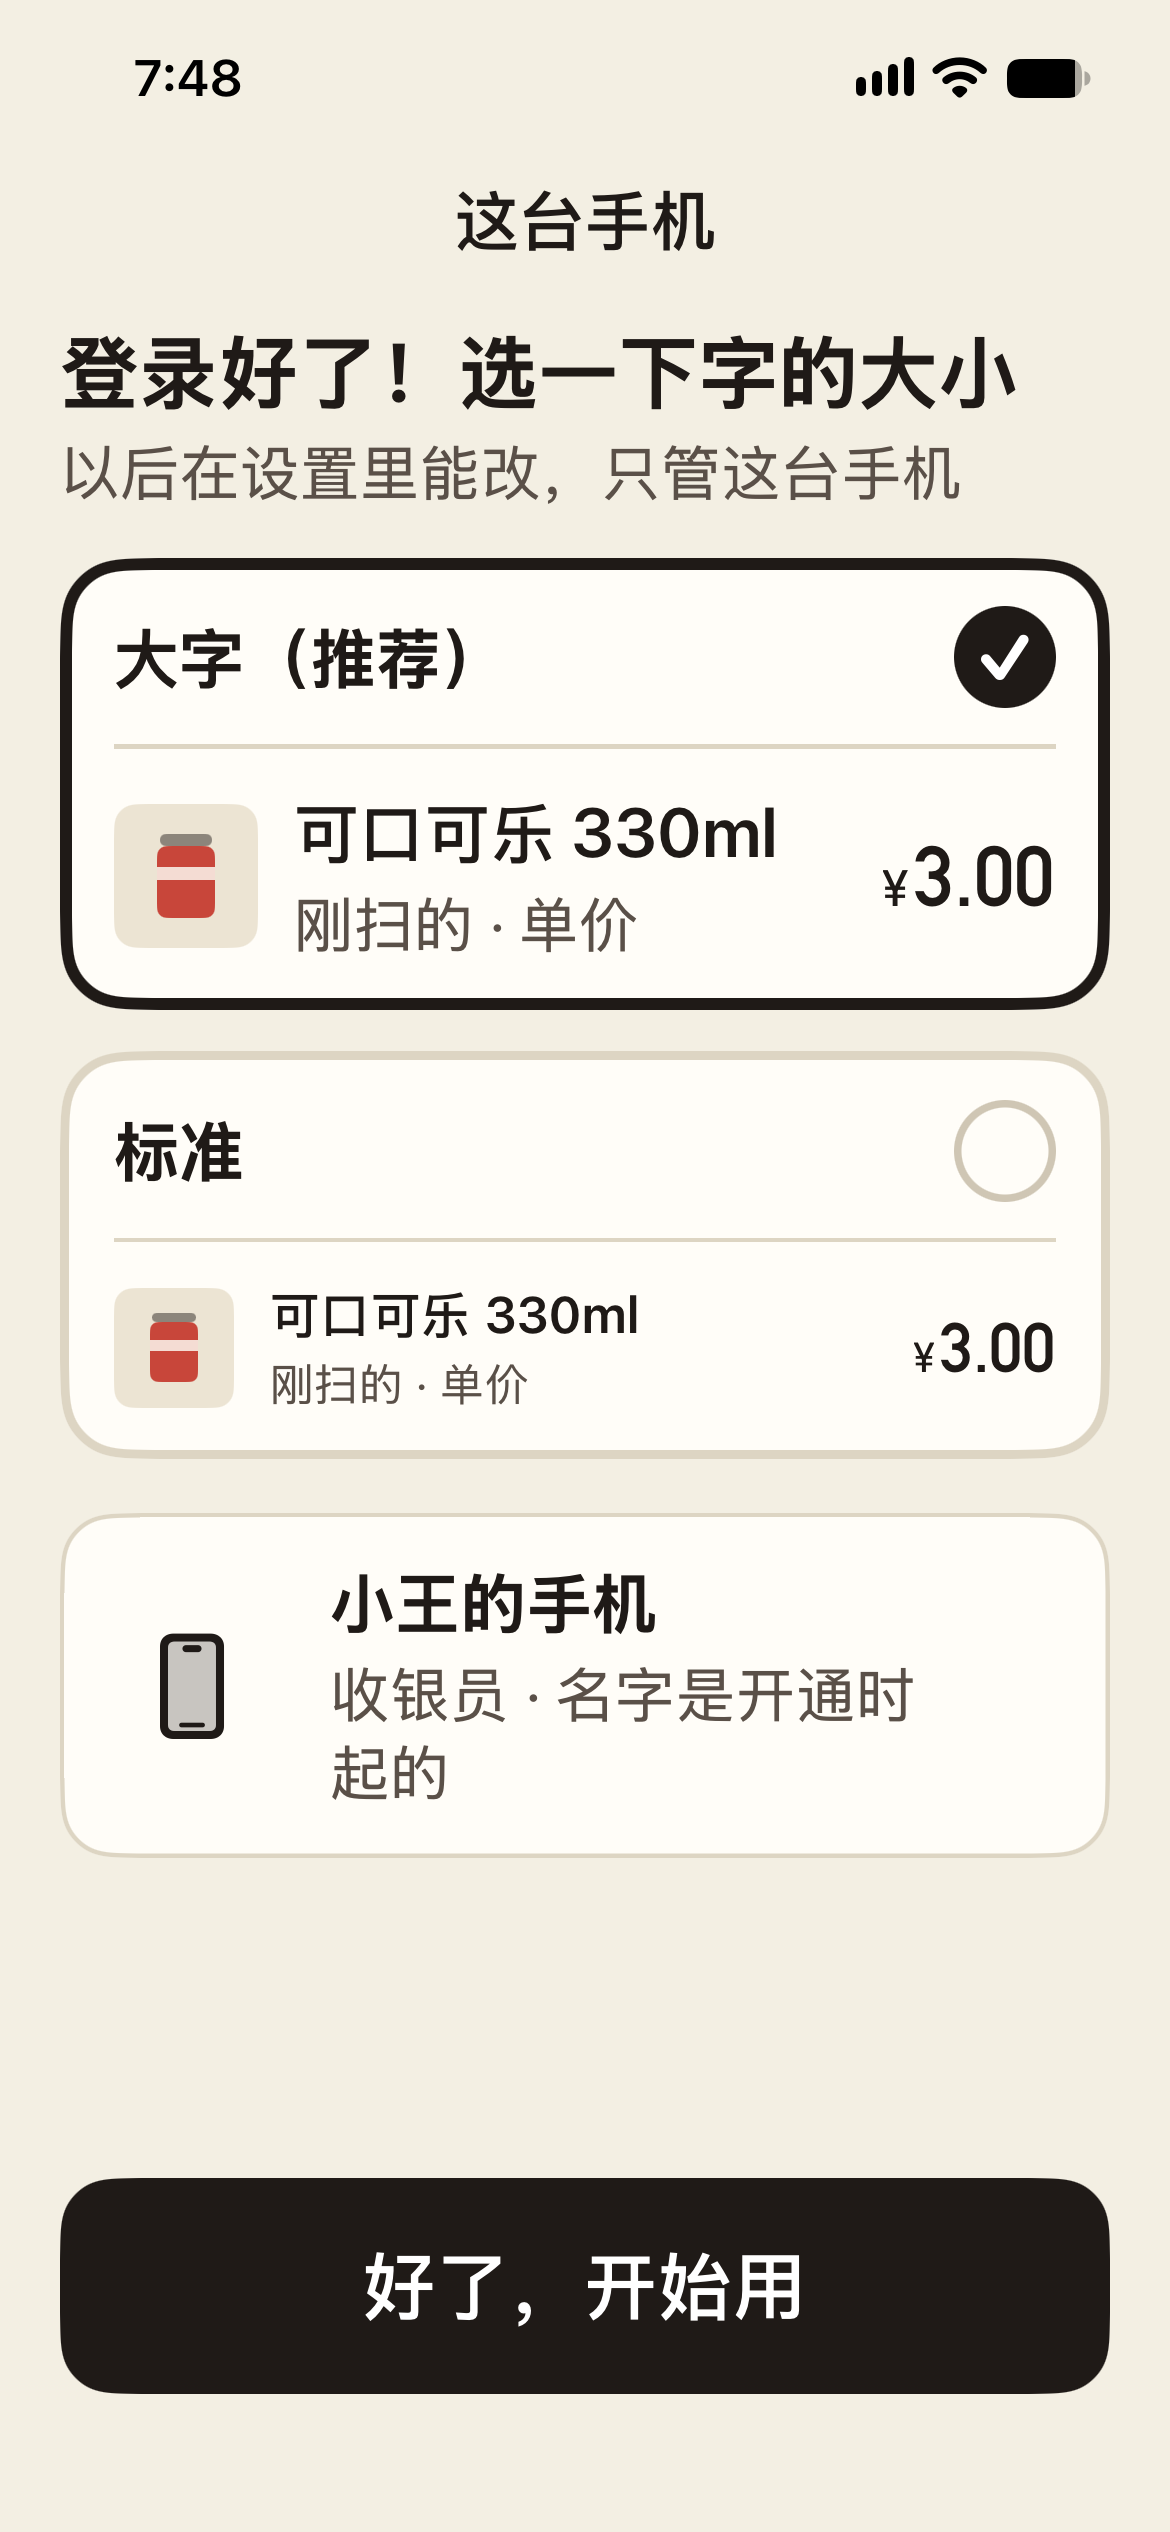 7:48
这台手机
登录好了！选一下字的大小
以后在设置里能改，只管这台手机
大字（推荐）
可口可乐 330ml
刚扫的 · 单价
¥3.00
标准
可口可乐 330ml
刚扫的 · 单价
¥3.00
小王的手机
收银员 · 名字是开通时
起的
好了，开始用